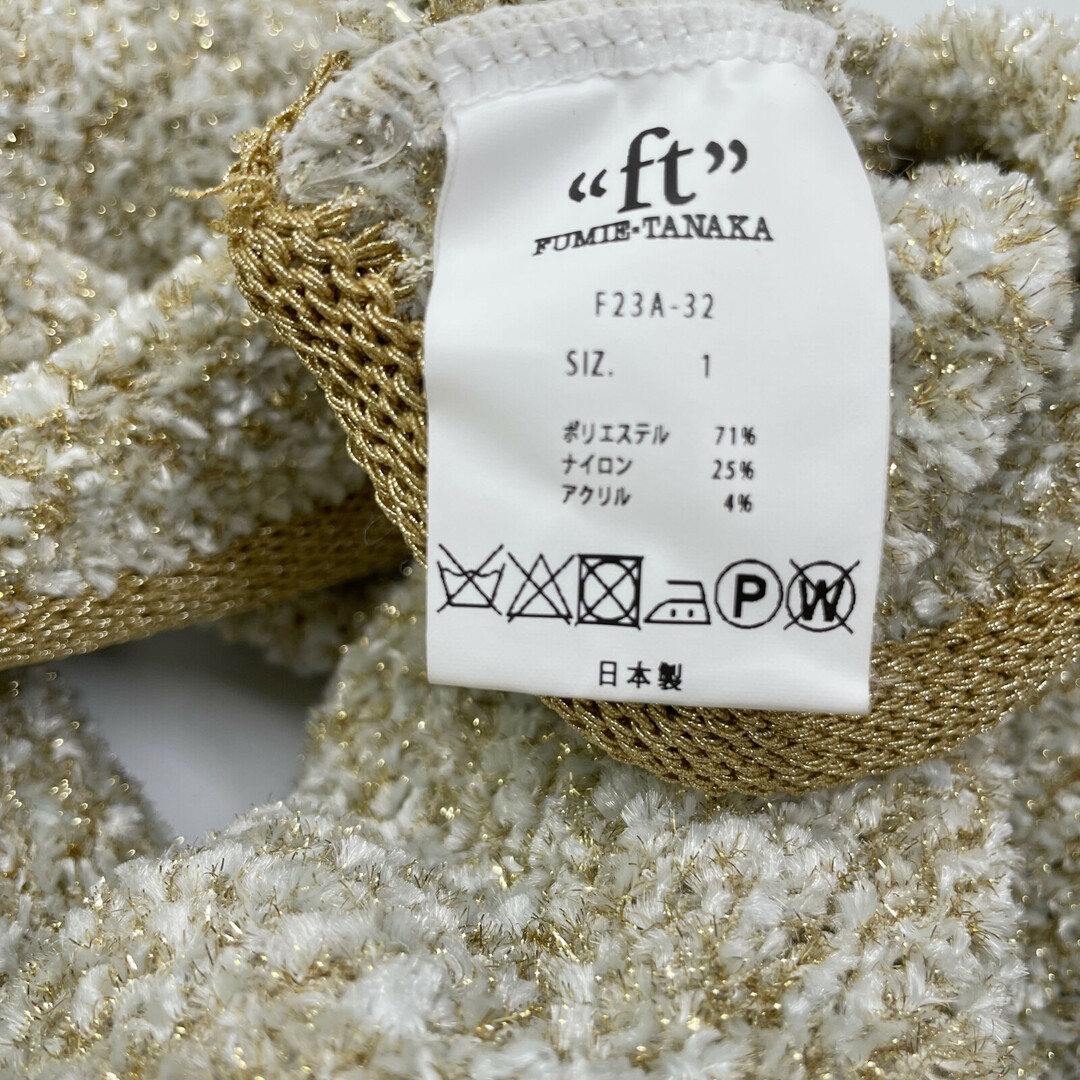 “ft”
FUMIE=TANAKA
F23A-32
SIZ. 1
ポリエステル 71%
ナイロン 25%
アクリル 4%
P W
日本製